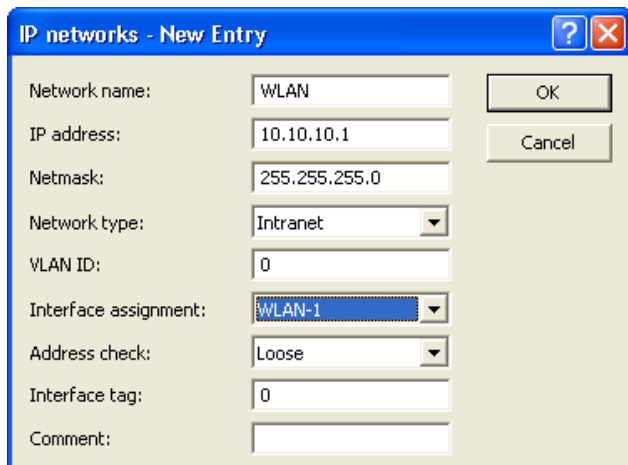 IP networks - New Entry
Network name: WLAN OK
IP address: 10.10.10.1 Cancel
Netmask: 255.255.255.0
Network type: Intranet
VLAN ID: 0
Interface assignment: WLAN-1
Address check: Loose
Interface tag: 0
Comment: